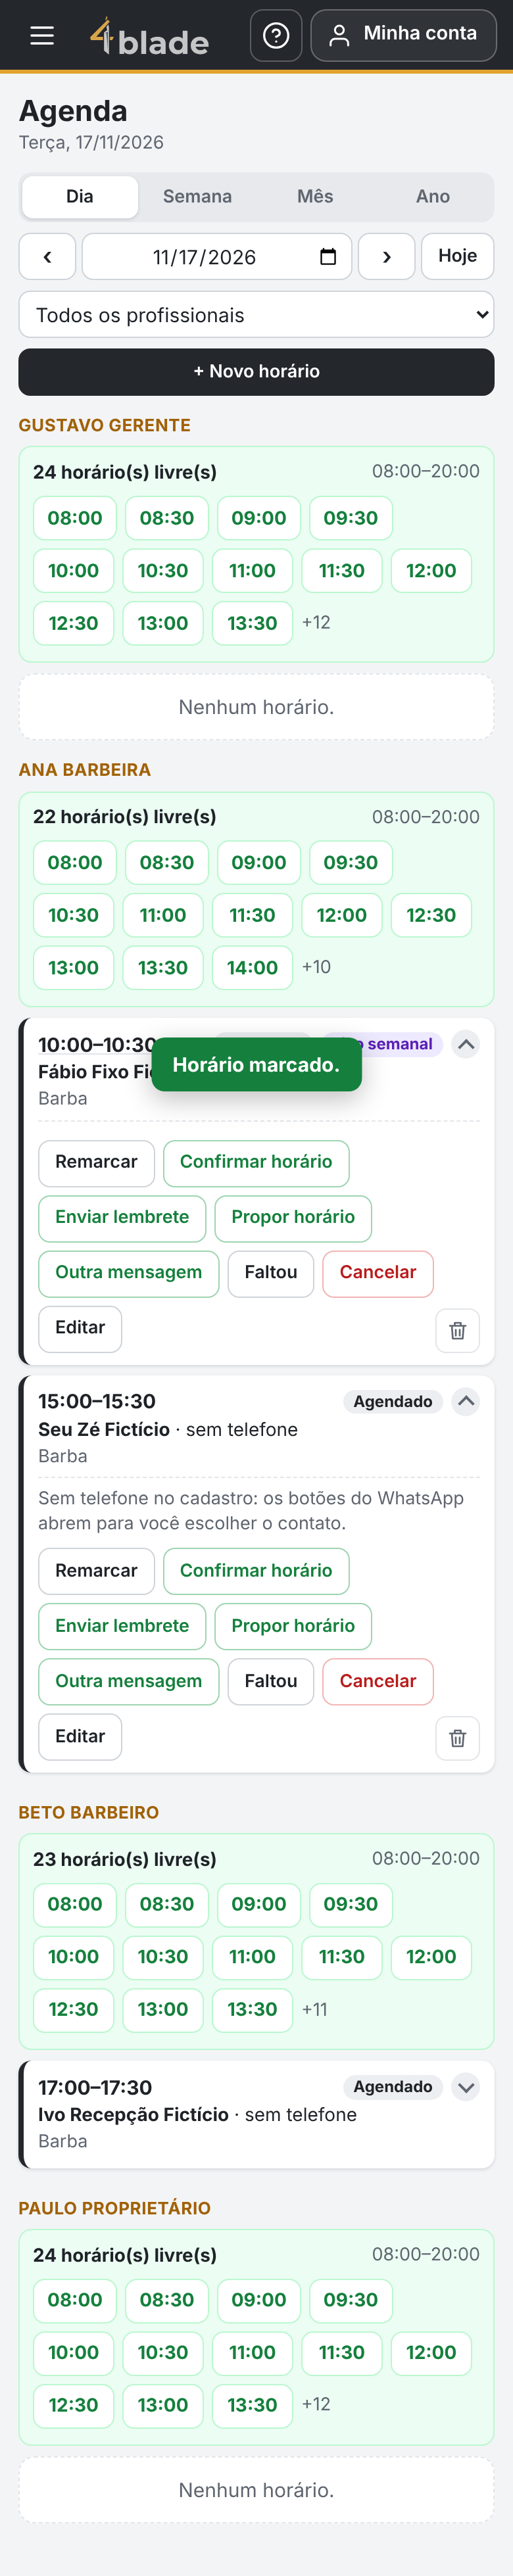 4blade
Minha conta
Agenda
Terça, 17/11/2026
Dia Semana Mês Ano
‹ 11/17/2026 › Hoje
Todos os profissionais
+ Novo horário
GUSTAVO GERENTE
24 horário(s) livre(s) 08:00–20:00
08:00 08:30 09:00 09:30
10:00 10:30 11:00 11:30 12:00
12:30 13:00 13:30 +12
Nenhum horário.
ANA BARBEIRA
22 horário(s) livre(s) 08:00–20:00
08:00 08:30 09:00 09:30
10:30 11:00 11:30 12:00 12:30
13:00 13:30 14:00 +10
10:00–10:30 semanal
Horário marcado.
Fábio Fixo
Barba
Remarcar Confirmar horário
Enviar lembrete Propor horário
Outra mensagem Faltou Cancelar
Editar
15:00–15:30 Agendado
Seu Zé Fictício · sem telefone
Barba
Sem telefone no cadastro: os botões do WhatsApp
abrem para você escolher o contato.
Remarcar Confirmar horário
Enviar lembrete Propor horário
Outra mensagem Faltou Cancelar
Editar
BETO BARBEIRO
23 horário(s) livre(s) 08:00–20:00
08:00 08:30 09:00 09:30
10:00 10:30 11:00 11:30 12:00
12:30 13:00 13:30 +11
17:00–17:30 Agendado
Ivo Recepção Fictício · sem telefone
Barba
PAULO PROPRIETÁRIO
24 horário(s) livre(s) 08:00–20:00
08:00 08:30 09:00 09:30
10:00 10:30 11:00 11:30 12:00
12:30 13:00 13:30 +12
Nenhum horário.